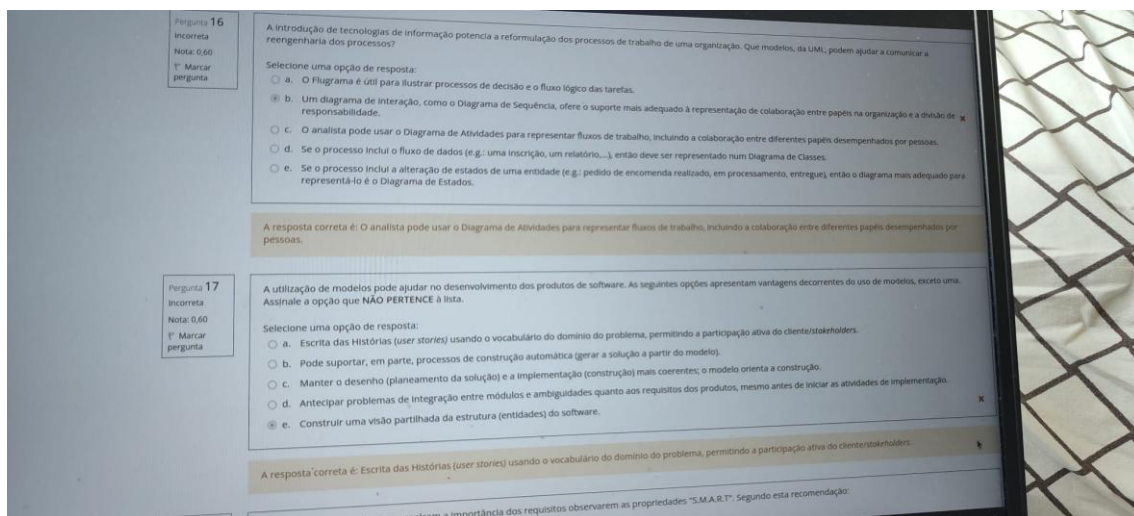 Pergunta 16
Incorreta
Nota: 0,60
Marcar
pergunta
A introdução de tecnologias de informação potencia a reformulação dos processos de trabalho de uma organização. Que modelos, da UML, podem ajudar a comunicar a
reengenharia dos processos?
Selecione uma opção de resposta:
a. O Flugrama é útil para ilustrar processos de decisão e o fluxo lógico das tarefas.
b. Um diagrama de Interação, como o Diagrama de Sequência, ofere o suporte mais adequado à representação de colaboração entre papéis na organização e a divisão de
responsabilidade.
c. O analista pode usar o Diagrama de Atividades para representar fluxos de trabalho, incluindo a colaboração entre diferentes papéis desempenhados por pessoas.
d. Se o processo inclui o fluxo de dados (e.g.: uma inscrição, um relatório,...), então deve ser representado num Diagrama de Classes.
e. Se o processo inclui a alteração de estados de uma entidade (e.g.: pedido de encomenda realizado, em processamento, entregue), então o diagrama mais adequado para
representá-lo é o Diagrama de Estados.
A resposta correta é: O analista pode usar o Diagrama de Atividades para representar fluxos de trabalho, incluindo a colaboração entre diferentes papéis desempenhados por
pessoas.
Pergunta 17
Incorreta
Nota: 0,60
Marcar
pergunta
A utilização de modelos pode ajudar no desenvolvimento dos produtos de software. As seguintes opções apresentam vantagens decorrentes do uso de modelos, exceto uma.
Assinale a opção que NÃO PERTENCE à lista.
Selecione uma opção de resposta:
a. Escrita das Histórias (user stories) usando o vocabulário do domínio do problema, permitindo a participação ativa do cliente/stakeholders.
b. Pode suportar, em parte, processos de construção automática (gerar a solução a partir do modelo).
c. Manter o desenho (planeamento da solução) e a implementação (construção) mais coerentes; o modelo orienta a construção.
d. Antecipar problemas de integração entre módulos e ambiguidades quanto aos requisitos dos produtos, mesmo antes de iniciar as atividades de implementação.
e. Construir uma visão partilhada da estrutura (entidades) do software.
A resposta correta é: Escrita das Histórias (user stories) usando o vocabulário do domínio do problema, permitindo a participação ativa do cliente/stakeholders.
importância dos requisitos observarem as propriedades "S.M.A.R.T". Segundo esta recomendação: